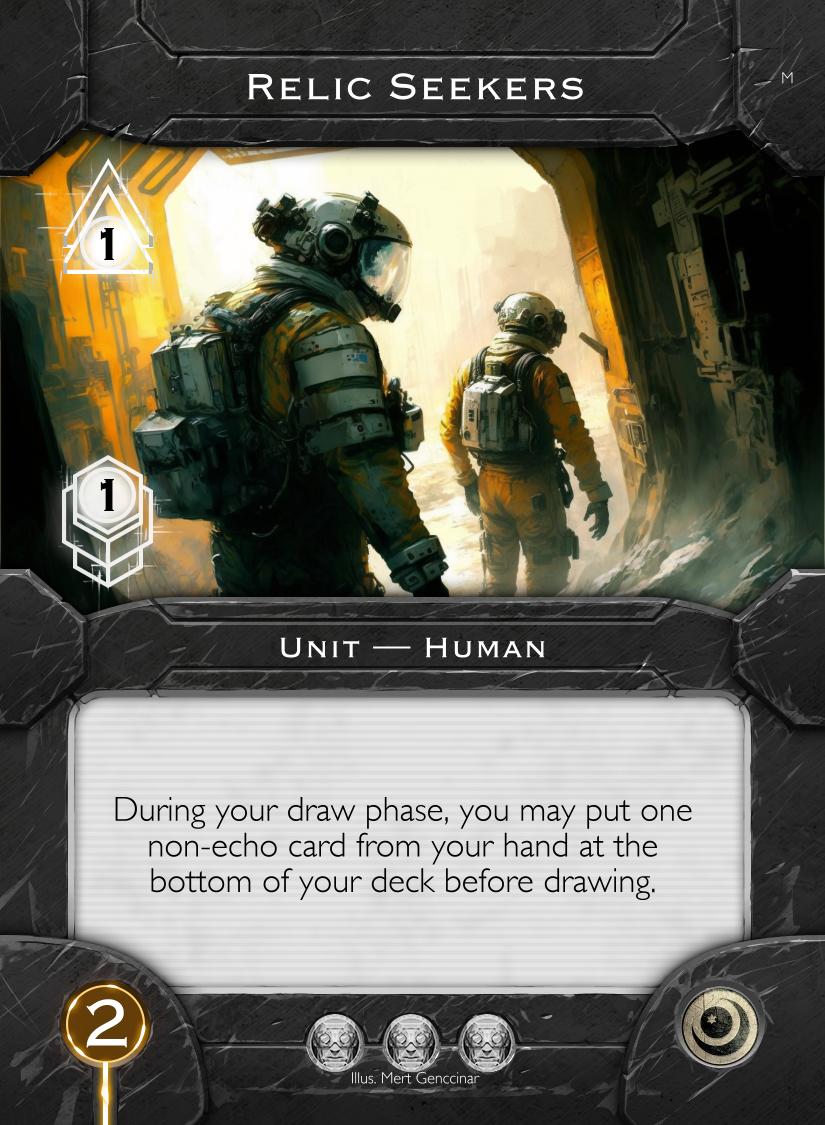 Relic Seekers
M
1
1
Unit — Human
During your draw phase, you may put one
non-echo card from your hand at the
bottom of your deck before drawing.
2
Illus. Mert Genccinar